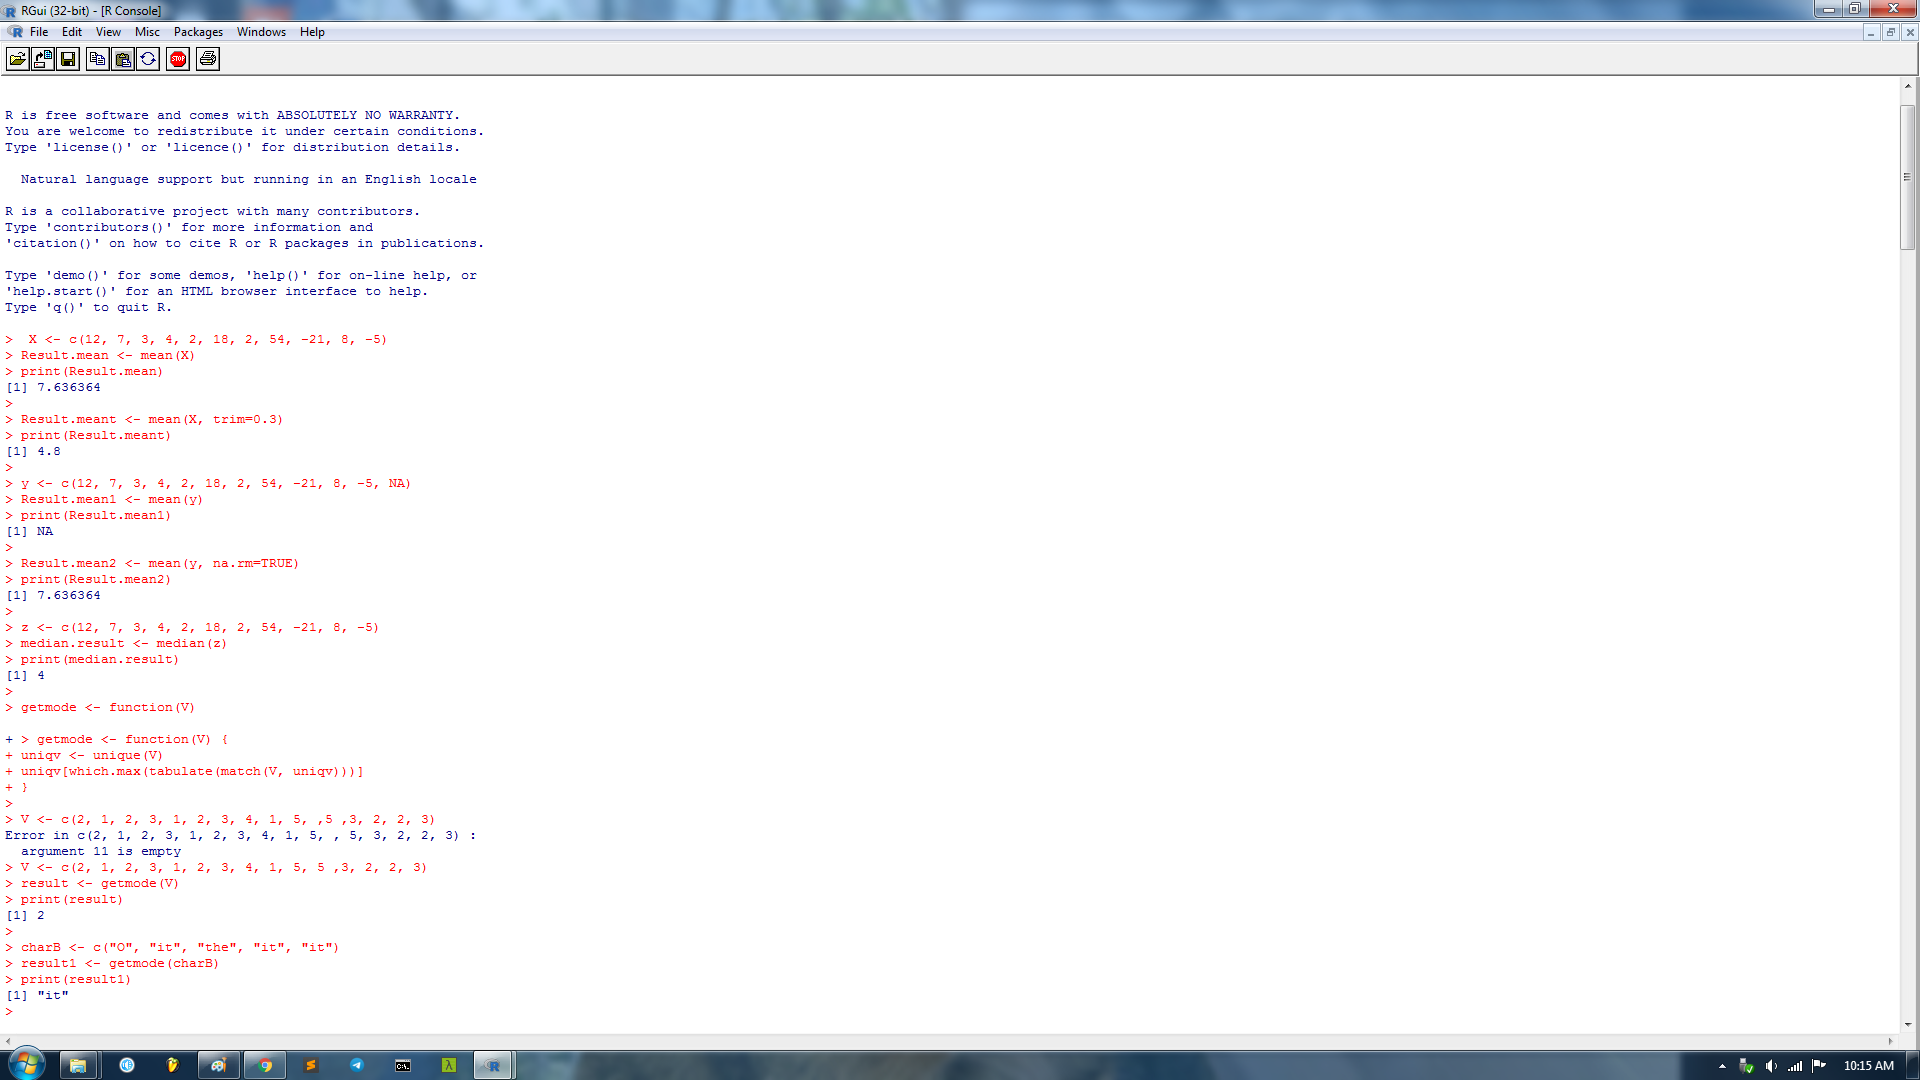 RGui (32-bit) - [R Console]
File Edit View Misc Packages Windows Help
STOP
R is free software and comes with ABSOLUTELY NO WARRANTY.
You are welcome to redistribute it under certain conditions.
Type 'license()' or 'licence()' for distribution details.
Natural language support but running in an English locale
R is a collaborative project with many contributors.
Type 'contributors()' for more information and
'citation()' on how to cite R or R packages in publications.
Type 'demo()' for some demos, 'help()' for on-line help, or
'help.start()' for an HTML browser interface to help.
Type 'q()' to quit R.
>  X <- c(12, 7, 3, 4, 2, 18, 2, 54, -21, 8, -5)
> Result.mean <- mean(X)
> print(Result.mean)
[1] 7.636364
>
> Result.meant <- mean(X, trim=0.3)
> print(Result.meant)
[1] 4.8
>
> y <- c(12, 7, 3, 4, 2, 18, 2, 54, -21, 8, -5, NA)
> Result.mean1 <- mean(y)
> print(Result.mean1)
[1] NA
>
> Result.mean2 <- mean(y, na.rm=TRUE)
> print(Result.mean2)
[1] 7.636364
>
> z <- c(12, 7, 3, 4, 2, 18, 2, 54, -21, 8, -5)
> median.result <- median(z)
> print(median.result)
[1] 4
>
> getmode <- function(V)
+ > getmode <- function(V) {
+ uniqv <- unique(V)
+ uniqv[which.max(tabulate(match(V, uniqv)))]
+ }
>
> V <- c(2, 1, 2, 3, 1, 2, 3, 4, 1, 5, ,5 ,3, 2, 2, 3)
Error in c(2, 1, 2, 3, 1, 2, 3, 4, 1, 5, , 5, 3, 2, 2, 3) :
argument 11 is empty
> V <- c(2, 1, 2, 3, 1, 2, 3, 4, 1, 5, 5 ,3, 2, 2, 3)
> result <- getmode(V)
> print(result)
[1] 2
>
> charB <- c("O", "it", "the", "it", "it")
> result1 <- getmode(charB)
> print(result1)
[1] "it"
>
10:15 AM